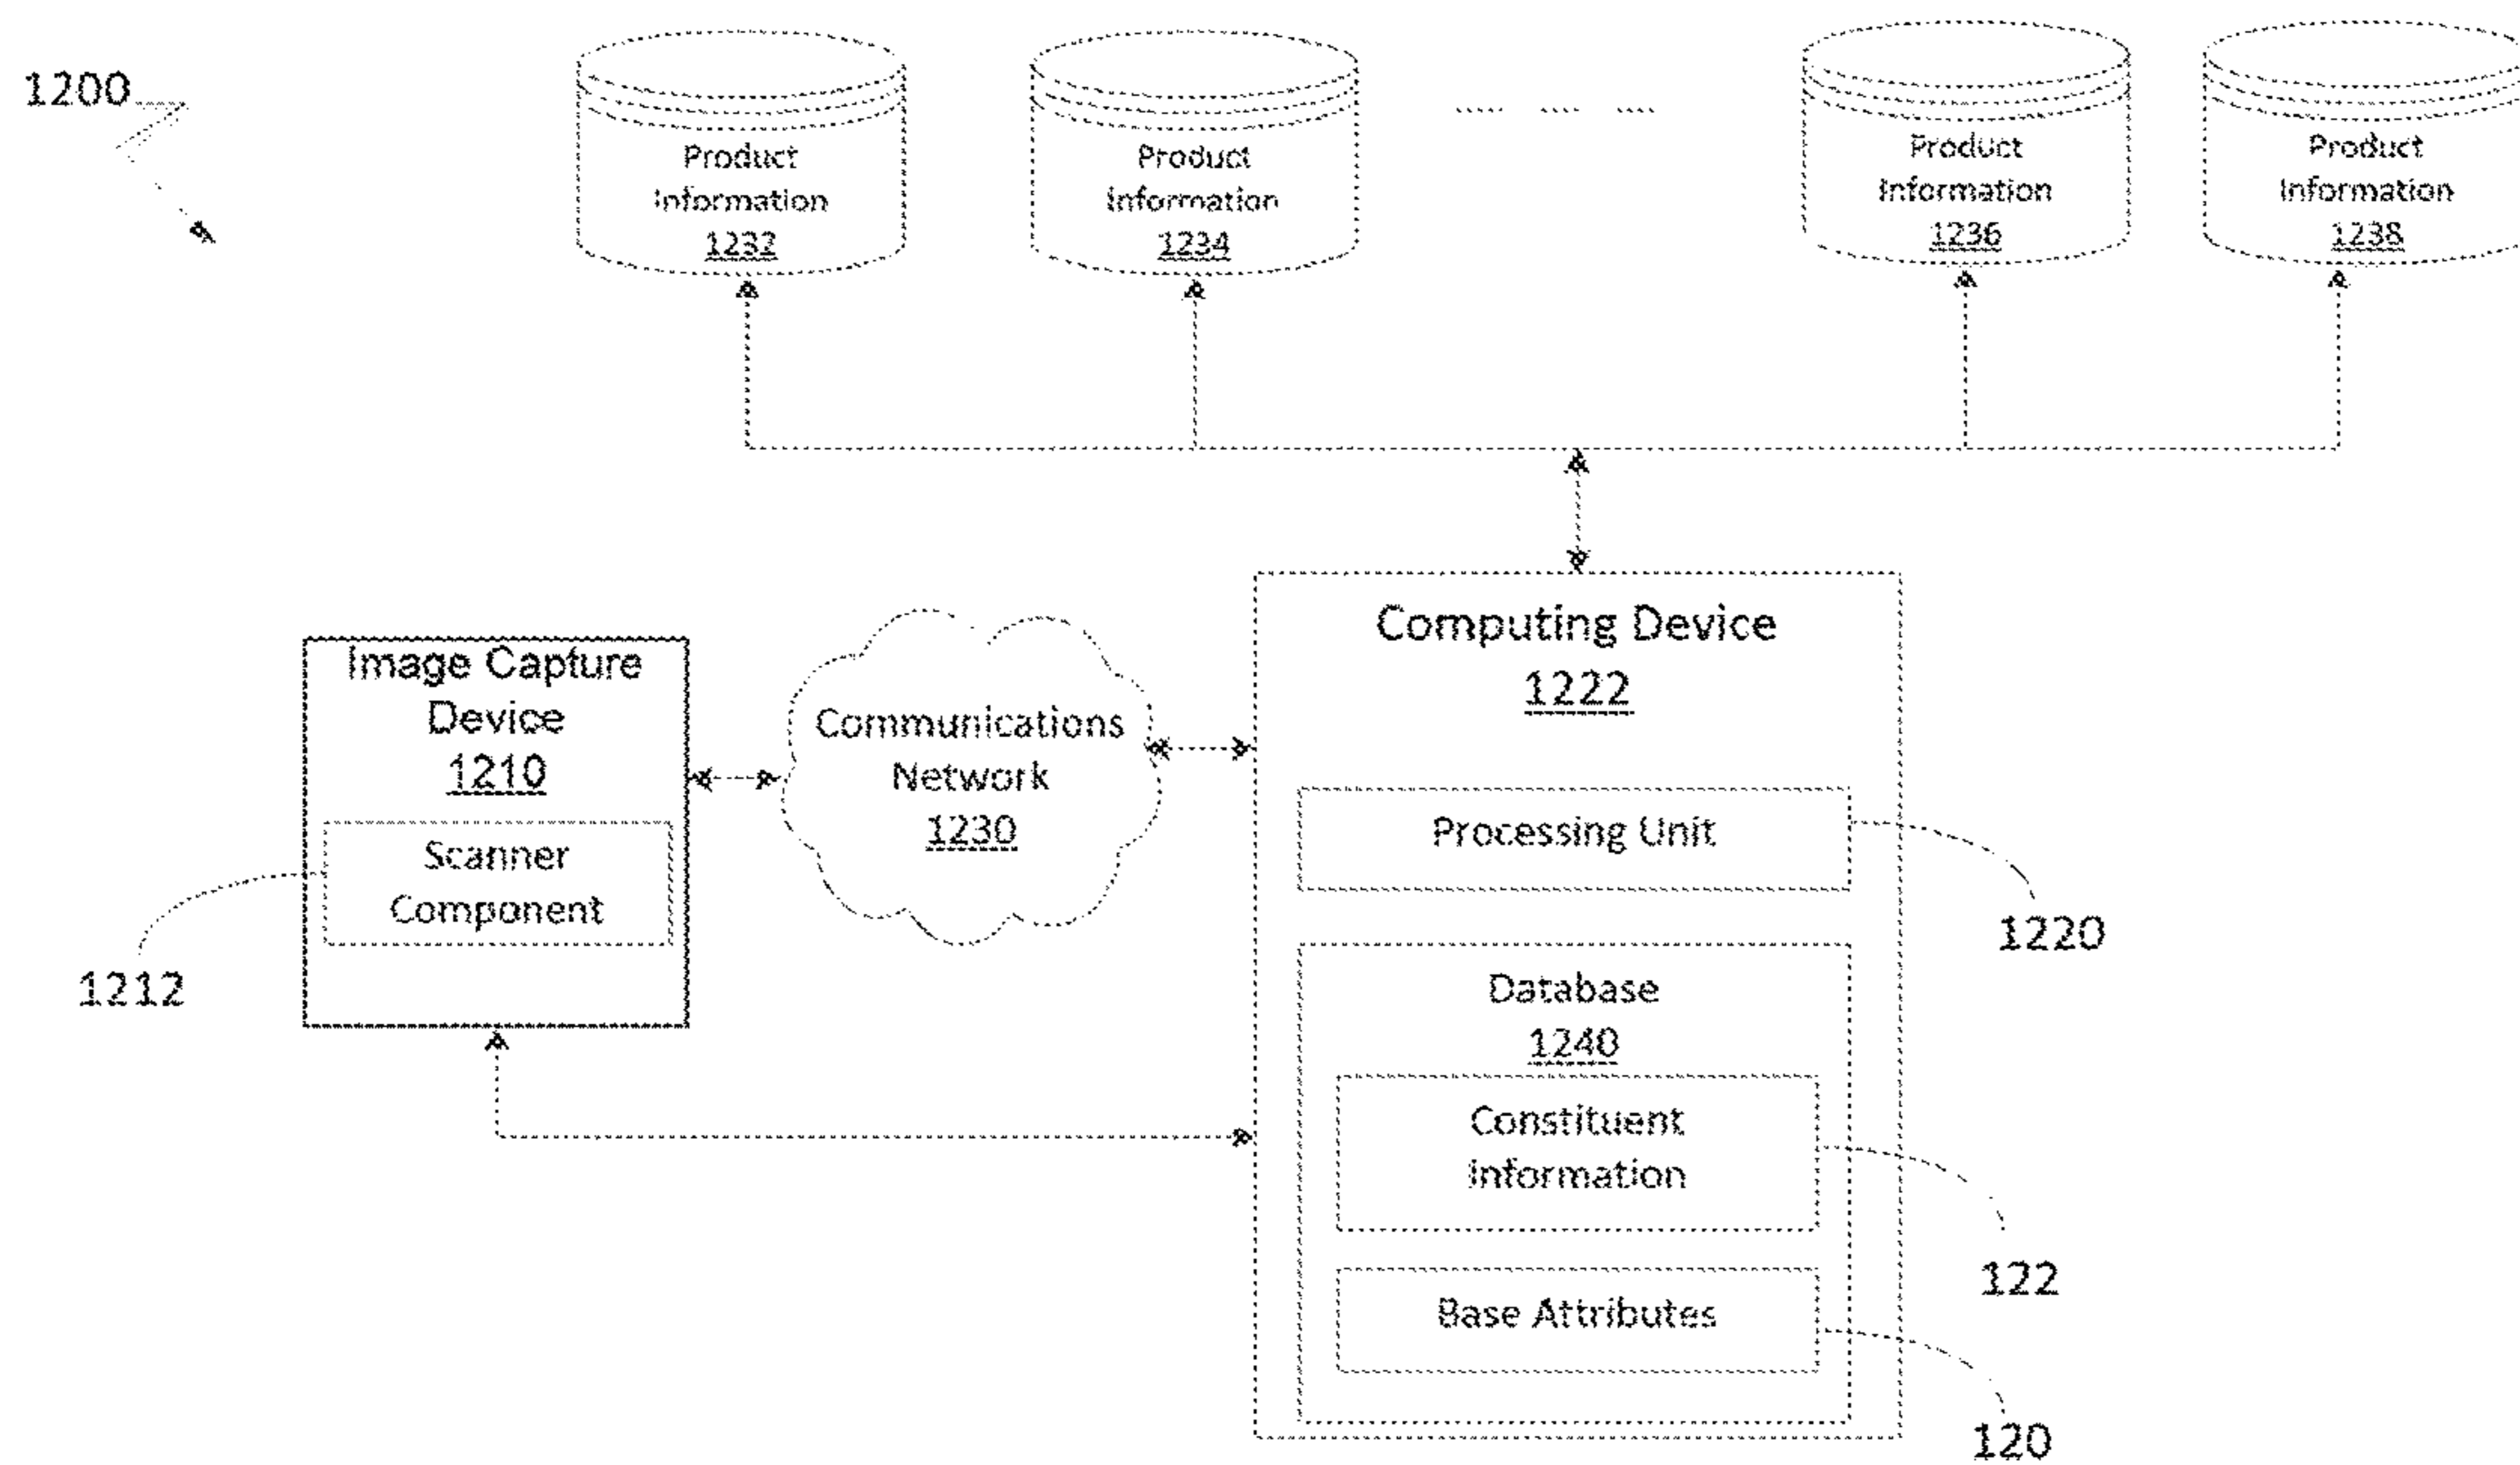 1200
Product
Information
1232
Product
Information
1234
Product
Information
1236
Product
Information
1238
Image Capture
Device
1210
Scanner
Component
1212
Communications
Network
1230
Computing Device
1222
Processing Unit
1220
Database
1240
Constituent
Information
122
Base Attributes
120